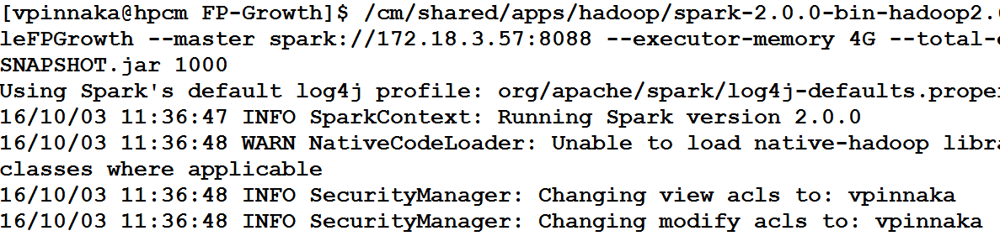 [vpinnaka@hpcm FP-Growth]$ /cm/shared/apps/hadoop/spark-2.0.0-bin-hadoop2.
leFPGrowth --master spark://172.18.3.57:8088 --executor-memory 4G --total-
SNAPSHOT.jar 1000
Using Spark's default log4j profile: org/apache/spark/log4j-defaults.prope
16/10/03 11:36:47 INFO SparkContext: Running Spark version 2.0.0
16/10/03 11:36:48 WARN NativeCodeLoader: Unable to load native-hadoop libr
classes where applicable
16/10/03 11:36:48 INFO SecurityManager: Changing view acls to: vpinnaka
16/10/03 11:36:48 INFO SecurityManager: Changing modify acls to: vpinnaka